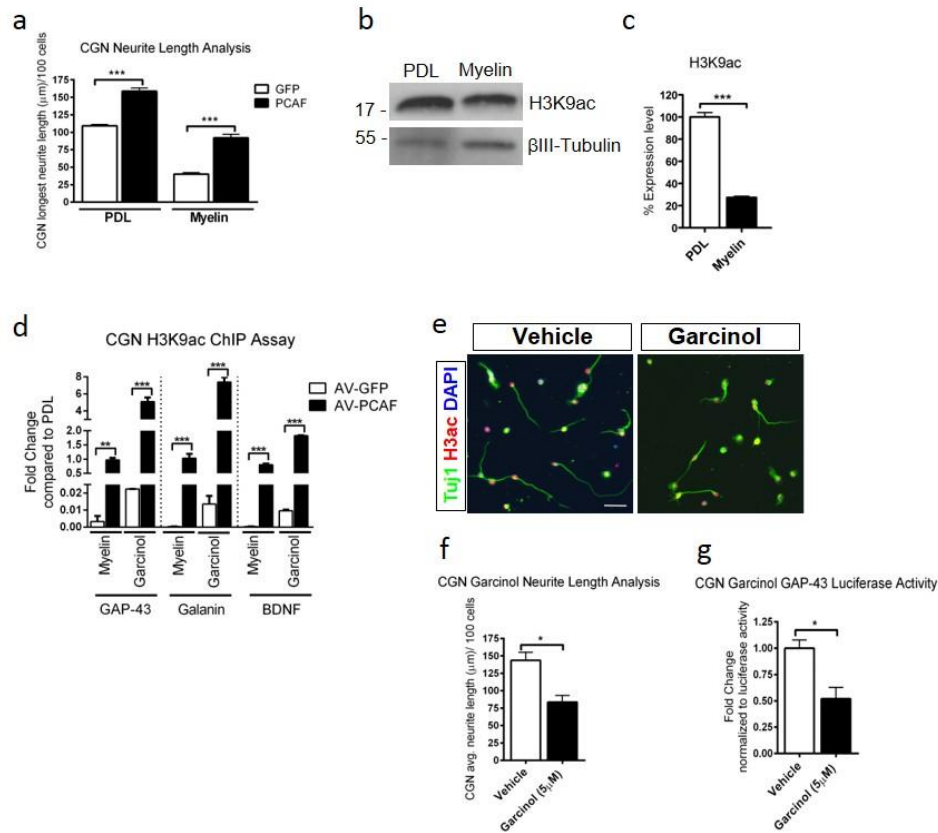 a
CGN Neurite Length Analysis
CGN longest neurite length (µm)/100 cells
175
150
125
100
75
50
25
0
***
***
GFP
PCAF
PDL
Myelin
b
PDL Myelin
17 - H3K9ac
55 - βIII-Tubulin
c
H3K9ac
% Expression level
120
100
80
60
40
20
0
***
PDL
Myelin
d
CGN H3K9ac ChIP Assay
Fold Change
compared to PDL
8
6
4
2.0
1.5
1.0
0.5
0.02
0.01
0.00
**
***
***
***
***
***
AV-GFP
AV-PCAF
Myelin
Garcinol
Myelin
Garcinol
Myelin
Garcinol
GAP-43
Galanin
BDNF
e
Vehicle
Garcinol
Tuj1 H3ac DAPI
f
CGN Garcinol Neurite Length Analysis
CGN avg. neurite length (µm)/ 100 cells
175
150
125
100
75
50
25
0
*
Vehicle
Garcinol (5µM)
g
CGN Garcinol GAP-43 Luciferase Activity
Fold Change
normalized to luciferase activity
1.25
1.00
0.75
0.50
0.25
0.00
*
Vehicle
Garcinol (5µM)